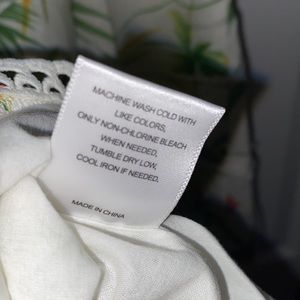 MACHINE WASH COLD WITH
LIKE COLORS,
ONLY NON-CHLORINE BLEACH
WHEN NEEDED,
TUMBLE DRY LOW,
COOL IRON IF NEEDED.
MADE IN CHINA